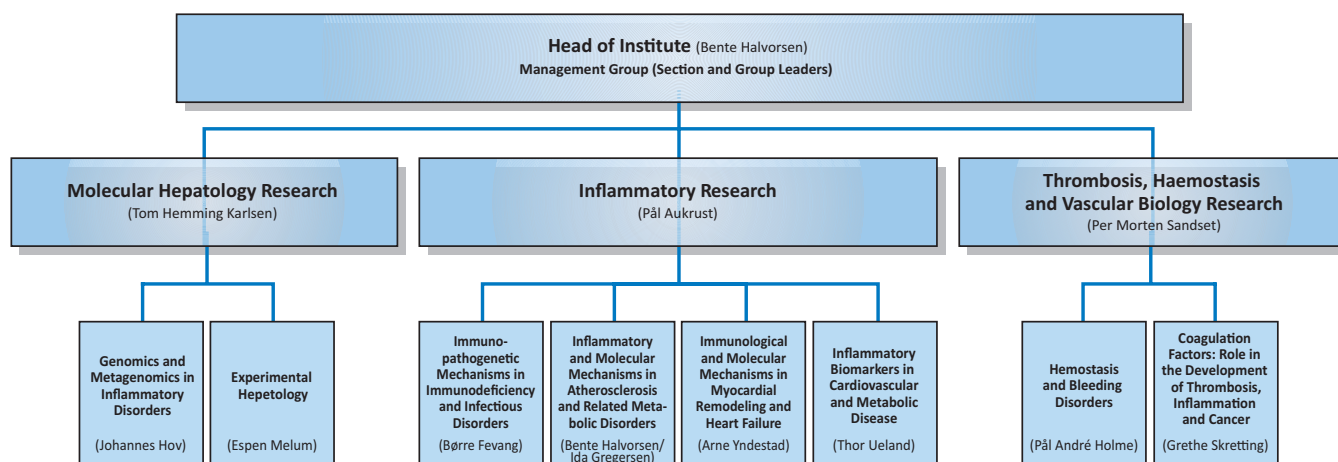 Head of Institute (Bente Halvorsen)
Management Group (Section and Group Leaders)
Molecular Hepatology Research
(Tom Hemming Karlsen)
Inflammatory Research
(Pål Aukrust)
Thrombosis, Haemostasis
and Vascular Biology Research
(Per Morten Sandset)
Genomics and
Metagenomics in
Inflammatory
Disorders
(Johannes Hov)
Experimental
Hepetology
(Espen Melum)
Immuno-
pathogenetic
Mechanisms in
Immunodeficiency
and Infectious
Disorders
(Børre Fevang)
Inflammatory
and Molecular
Mechanisms in
Atherosclerosis
and Related Meta-
bolic Disorders
(Bente Halvorsen/
Ida Gregersen)
Immunological
and Molecular
Mechanisms in
Myocardial
Remodeling and
Heart Failure
(Arne Yndestad)
Inflammatory
Biomarkers in
Cardiovascular
and Metabolic
Disease
(Thor Ueland)
Hemostasis
and Bleeding
Disorders
(Pål André Holme)
Coagulation
Factors: Role in
the Development
of Thrombosis,
Inflammation
and Cancer
(Grethe Skretting)